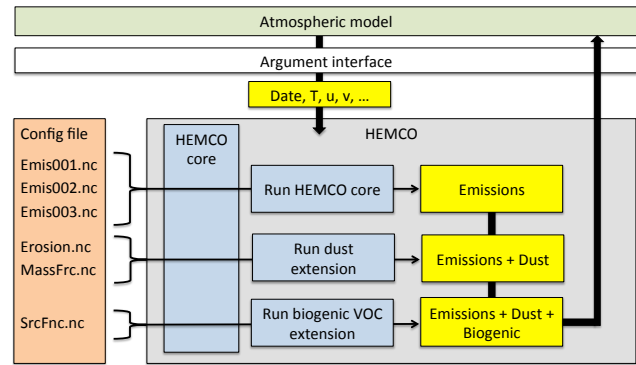 Atmospheric model
Argument interface
Date, T, u, v, ...
Config file
Emis001.nc
Emis002.nc
Emis003.nc
Erosion.nc
MassFrc.nc
SrcFnc.nc
HEMCO
HEMCO
core
Run HEMCO core
Emissions
Run dust
extension
Emissions + Dust
Run biogenic VOC
extension
Emissions + Dust +
Biogenic